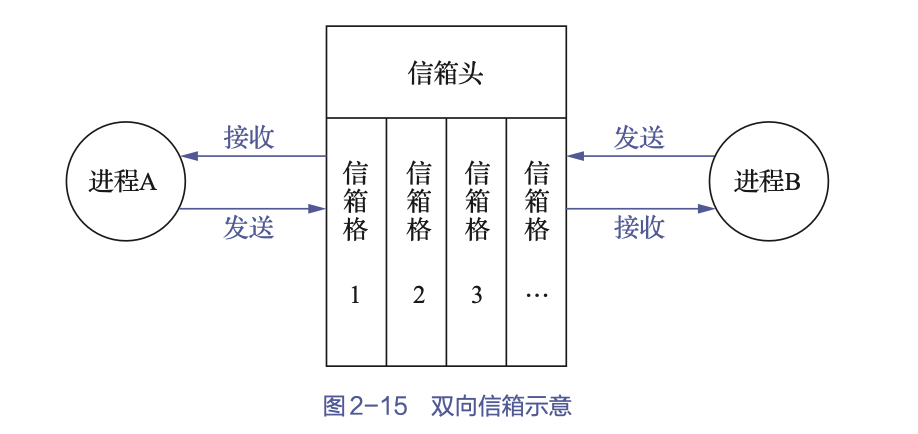 信箱头
接收
发送
进程A
进程B
发送
接收
信箱格1
信箱格2
信箱格3
信箱格…
图2-15 双向信箱示意